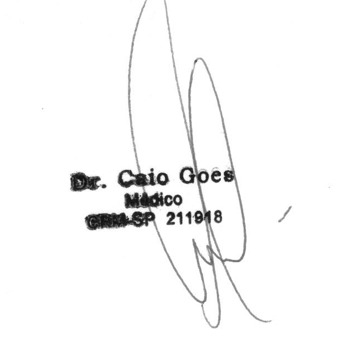 Dr. Caio Goes
Médico
CRM-SP 211918